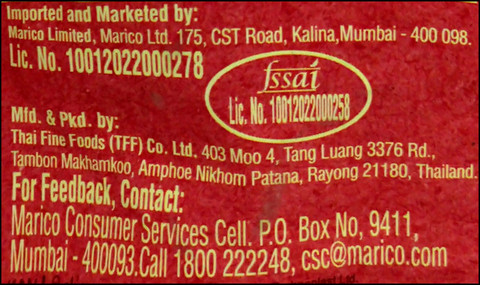 Imported and Marketed by:
Marico Limited, Marico Ltd. 175, CST Road, Kalina,Mumbai - 400 098.
Lic. No. 10012022000278
fssai
Lic. No. 10012022000258
Mfd. & Pkd. by:
Thai Fine Foods (TFF) Co. Ltd. 403 Moo 4, Tang Luang 3376 Rd.,
Tambon Makhamkoo, Amphoe Nikhom Patana, Rayong 21180, Thailand.
For Feedback, Contact:
Marico Consumer Services Cell. P.O. Box No, 9411,
Mumbai - 400093.Call 1800 222248, csc@marico.com